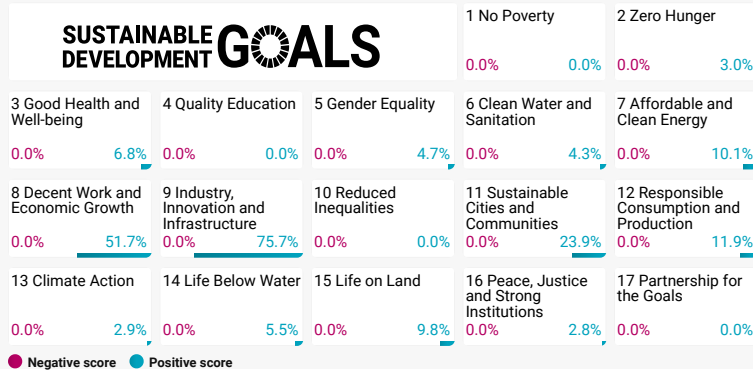 SUSTAINABLE
DEVELOPMENT
GOALS
1 No Poverty
0.0% 0.0%
2 Zero Hunger
0.0% 3.0%
3 Good Health and
Well-being
0.0% 6.8%
4 Quality Education
0.0% 0.0%
5 Gender Equality
0.0% 4.7%
6 Clean Water and
Sanitation
0.0% 4.3%
7 Affordable and
Clean Energy
0.0% 10.1%
8 Decent Work and
Economic Growth
0.0% 51.7%
9 Industry,
Innovation and
Infrastructure
0.0% 75.7%
10 Reduced
Inequalities
0.0% 0.0%
11 Sustainable
Cities and
Communities
0.0% 23.9%
12 Responsible
Consumption and
Production
0.0% 11.9%
13 Climate Action
0.0% 2.9%
14 Life Below Water
0.0% 5.5%
15 Life on Land
0.0% 9.8%
16 Peace, Justice
and Strong
Institutions
0.0% 2.8%
17 Partnership for
the Goals
0.0% 0.0%
Negative score Positive score